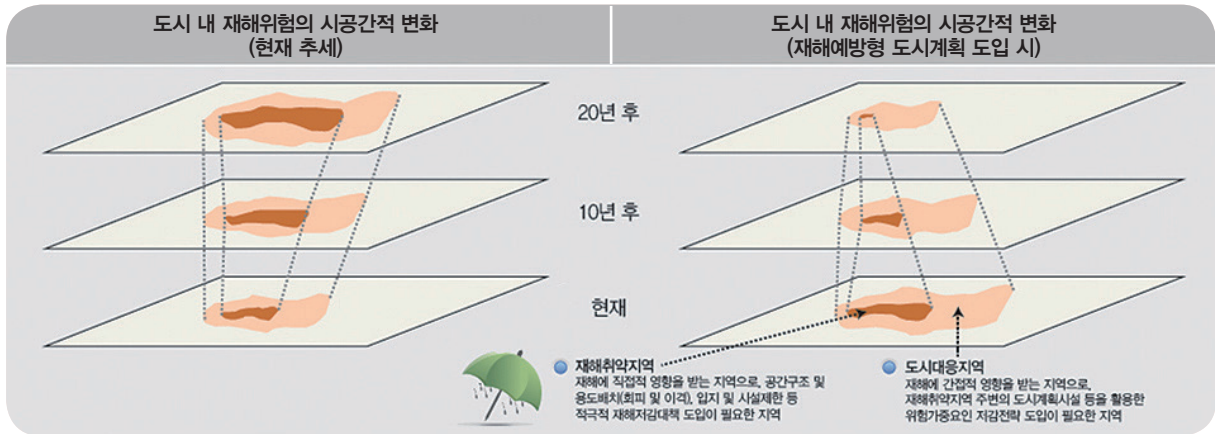 도시 내 재해위험의 시공간적 변화
(현재 추세)
도시 내 재해위험의 시공간적 변화
(재해예방형 도시계획 도입 시)
20년 후
10년 후
현재
재해취약지역
재해에 직접적 영향을 받는 지역으로, 공간구조 및
용도배치(회피 및 이격), 입지 및 시설제한 등
적극적 재해저감대책 도입이 필요한 지역
도시대응지역
재해에 간접적 영향을 받는 지역으로,
재해취약지역 주변의 도시계획시설 등을 활용한
위험가중요인 저감전략 도입이 필요한 지역